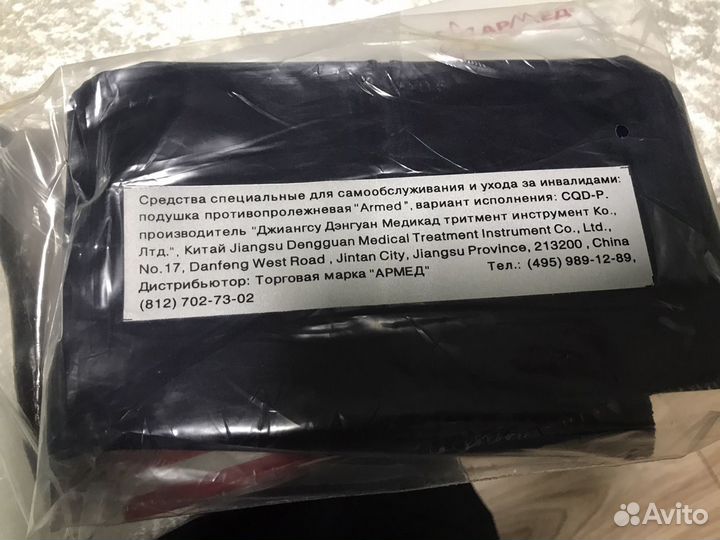 АРМЕД
Средства специальные для самообслуживания и ухода за инвалидами:
подушка противопролежневая "Armed", вариант исполнения: CQD-P.
производитель "Джиангсу Дэнгуан Медикад тритмент инструмент Ко.,
Лтд.", Китай Jiangsu Dengguan Medical Treatment Instrument Co., Ltd.,
No.17, Danfeng West Road , Jintan City, Jiangsu Province, 213200 , China
Дистрибьютор: Торговая марка "АРМЕД" Тел.: (495) 989-12-89,
(812) 702-73-02
Avito